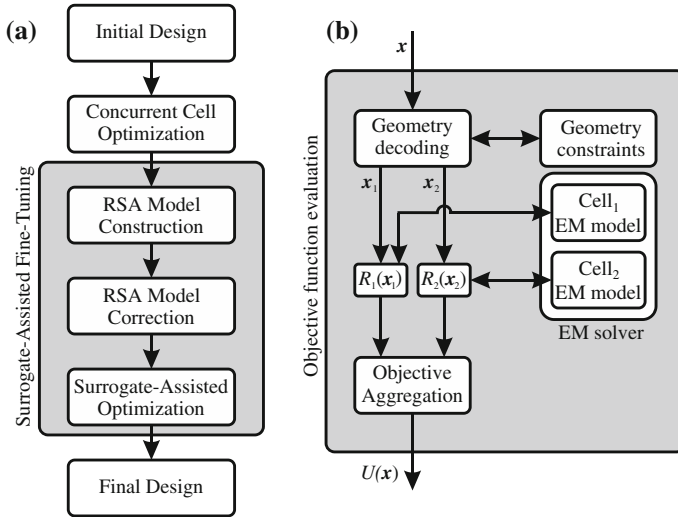 (a)
Initial Design
Concurrent Cell
Optimization
Surrogate-Assisted Fine-Tuning
RSA Model
Construction
RSA Model
Correction
Surrogate-Assisted
Optimization
Final Design
(b)
x
Objective function evaluation
Geometry
decoding
Geometry
constraints
x₁
x₂
Cell₁
EM model
R₁(x₁)
R₂(x₂)
Cell₂
EM model
EM solver
Objective
Aggregation
U(x)